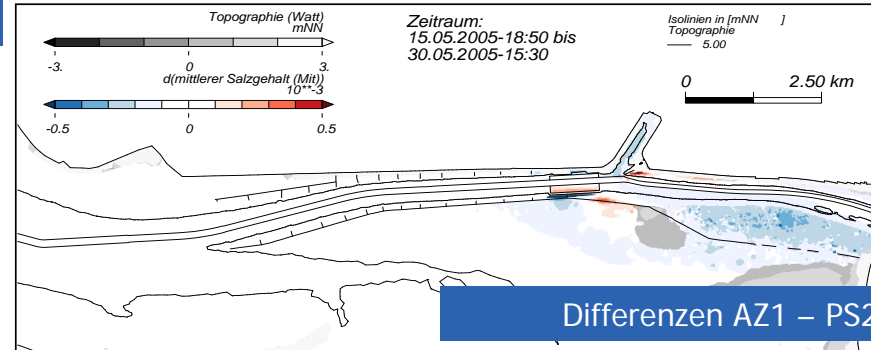 Topographie (Watt)
mNN
-3. 0 3.
d(mittlerer Salzgehalt (Mit))
10**-3
-0.5 0 0.5
Zeitraum:
15.05.2005-18:50 bis
30.05.2005-15:30
Isolinien in [mNN ]
Topographie
5.00
0 2.50 km
Differenzen AZ1 – PS2